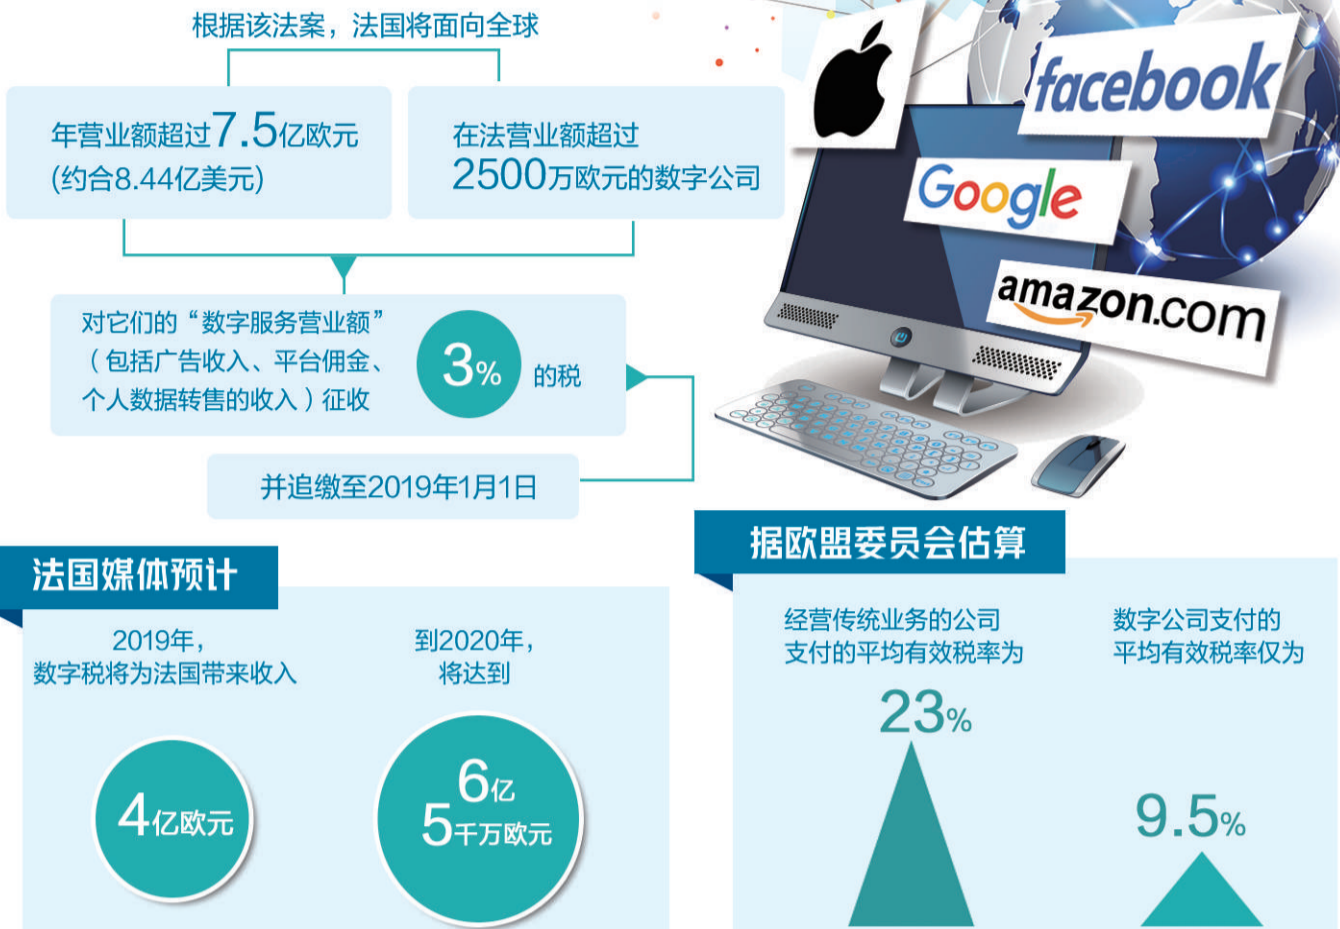 根据该法案，法国将面向全球
年营业额超过7.5亿欧元
(约合8.44亿美元)
在法营业额超过
2500万欧元的数字公司
对它们的“数字服务营业额”
（包括广告收入、平台佣金、
个人数据转售的收入）征收
3%
的税
并追缴至2019年1月1日
facebook
Google
amazon.com
法国媒体预计
2019年，
数字税将为法国带来收入
4亿欧元
到2020年，
将达到
6亿
5千万欧元
据欧盟委员会估算
经营传统业务的公司
支付的平均有效税率为
23%
数字公司支付的
平均有效税率仅为
9.5%